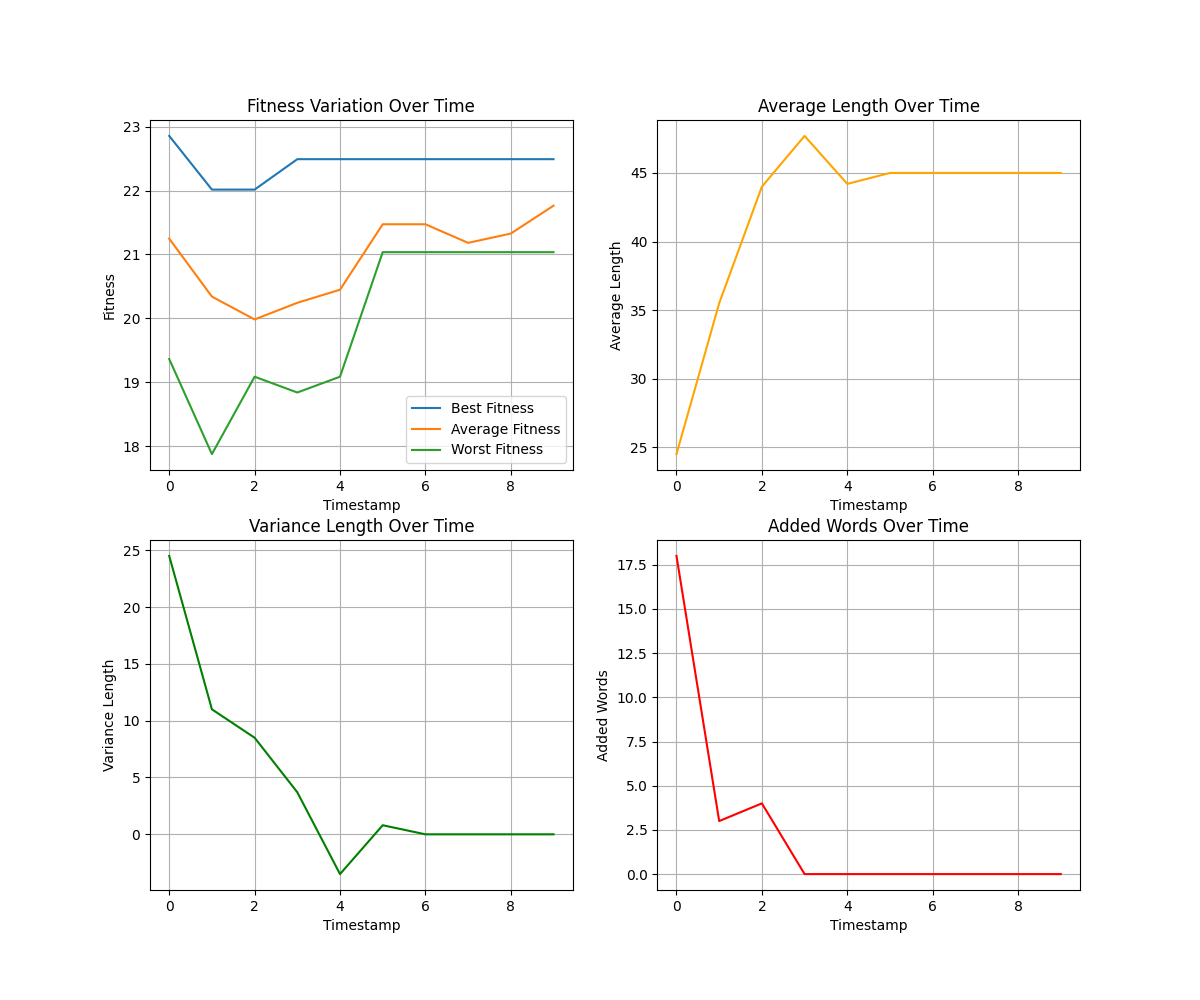 Fitness Variation Over Time
23
22
21
20
19
18
Fitness
0 2 4 6 8
Timestamp
Best Fitness
Average Fitness
Worst Fitness
Average Length Over Time
45
40
35
30
25
Average Length
0 2 4 6 8
Timestamp
Variance Length Over Time
25
20
15
10
5
0
Variance Length
0 2 4 6 8
Timestamp
Added Words Over Time
17.5
15.0
12.5
10.0
7.5
5.0
2.5
0.0
Added Words
0 2 4 6 8
Timestamp